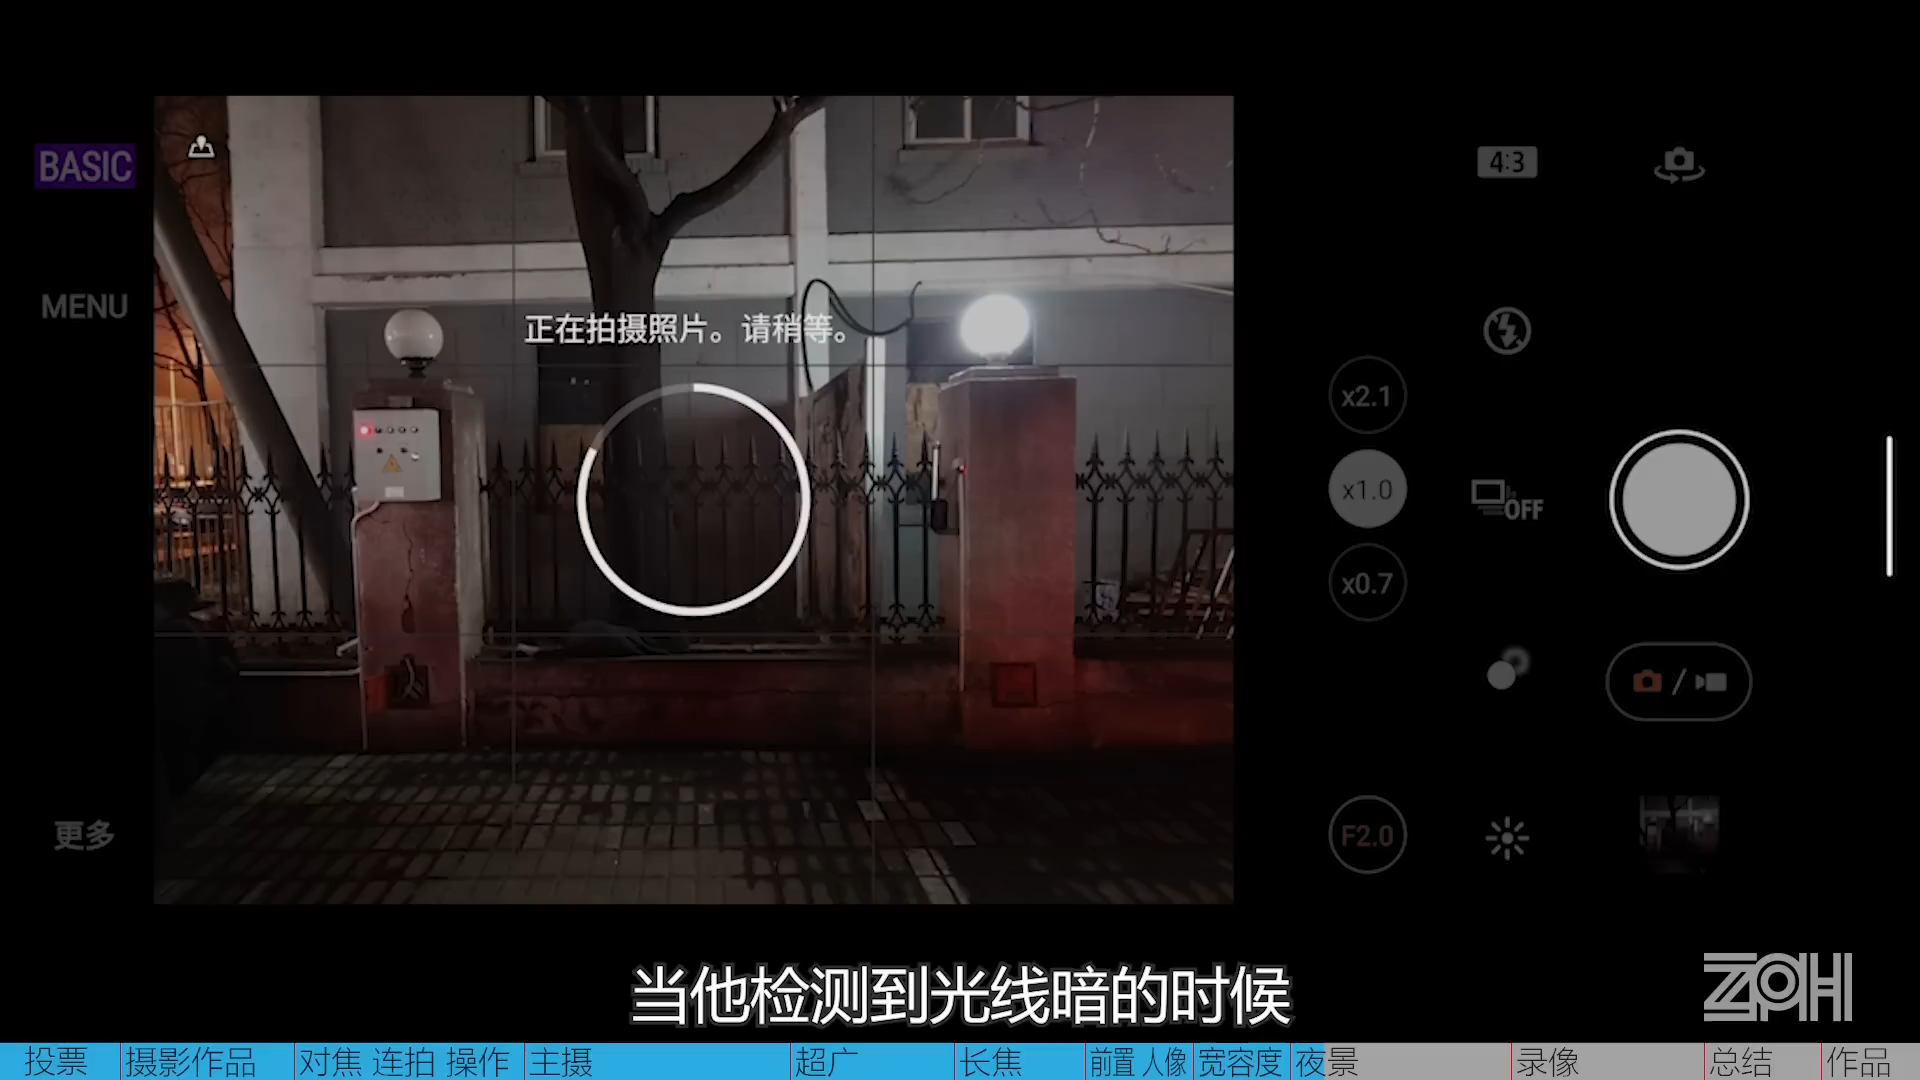 BASIC
MENU
更多
正在拍摄照片。请稍等。
4:3
x2.1
x1.0
x0.7
OFF
F2.0
当他检测到光线暗的时候
ZPH
投票 摄影作品 对焦 连拍 操作 主摄 超广 长焦 前置 人像 宽容度 夜景 录像 总结 作品